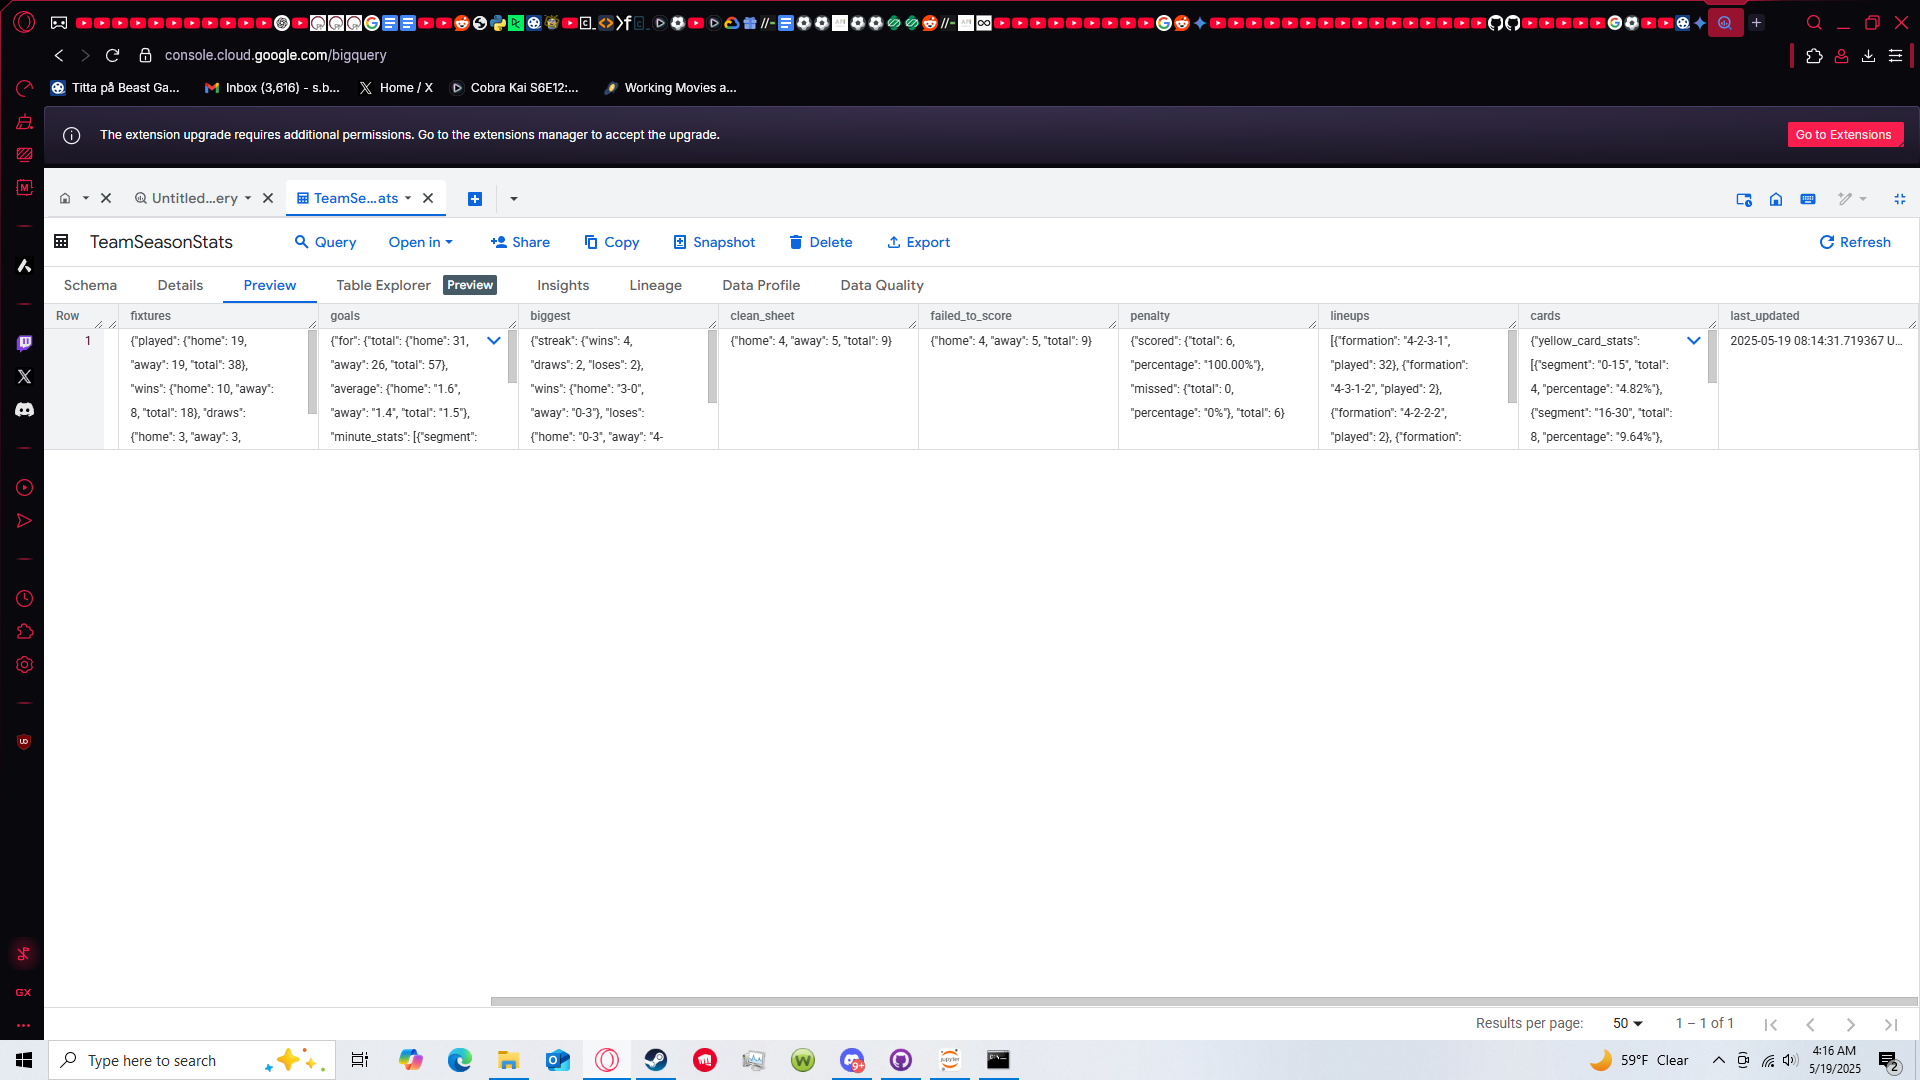 console.cloud.google.com/bigquery
Titta på Beast Ga...
Inbox (3,616) - s.b...
Home / X
Cobra Kai S6E12:...
Working Movies a...
The extension upgrade requires additional permissions. Go to the extensions manager to accept the upgrade.
Go to Extensions
Untitled...ery
TeamSe...ats
TeamSeasonStats
Query
Open in
Share
Copy
Snapshot
Delete
Export
Refresh
Schema
Details
Preview
Table Explorer
Preview
Insights
Lineage
Data Profile
Data Quality
Row
fixtures
goals
biggest
clean_sheet
failed_to_score
penalty
lineups
cards
last_updated
1
{"played": {"home": 19,
"away": 19, "total": 38},
"wins": {"home": 10, "away":
8, "total": 18}, "draws":
{"home": 3, "away": 3,
{"for": {"total": {"home": 31,
"away": 26, "total": 57},
"average": {"home": "1.6",
"away": "1.4", "total": "1.5"},
"minute_stats": [{"segment":
{"streak": {"wins": 4,
"draws": 2, "loses": 2},
"wins": {"home": "3-0",
"away": "0-3"}, "loses":
{"home": "0-3", "away": "4-
{"home": 4, "away": 5, "total": 9}
{"home": 4, "away": 5, "total": 9}
{"scored": {"total": 6,
"percentage": "100.00%"},
"missed": {"total": 0,
"percentage": "0%"}, "total": 6}
[{"formation": "4-2-3-1",
"played": 32}, {"formation":
"4-3-1-2", "played": 2},
{"formation": "4-2-2-2",
"played": 2}, {"formation":
{"yellow_card_stats":
[{"segment": "0-15", "total":
4, "percentage": "4.82%"},
{"segment": "16-30", "total":
8, "percentage": "9.64%"},
2025-05-19 08:14:31.719367 U...
GX
Results per page:
50
1 – 1 of 1
Type here to search
59°F Clear
4:16 AM
5/19/2025
2